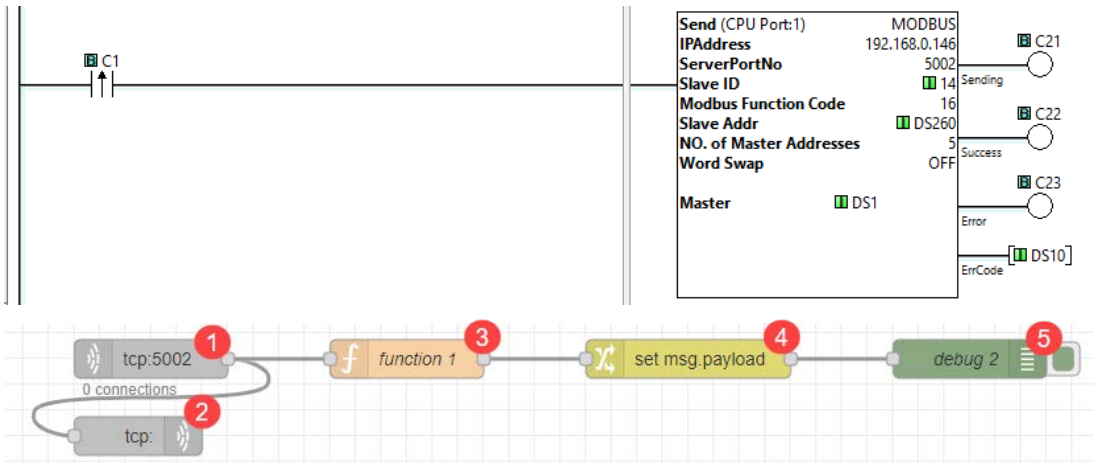 Send (CPU Port:1) MODBUS
IPAddress 192.168.0.146
B C21
B C1
ServerPortNo 5002
Slave ID 14 Sending
Modbus Function Code 16
B C22
Slave Addr DS260
NO. of Master Addresses 5
Word Swap OFF Success
B C23
Master DS1
Error
DS10
ErrCode
1
tcp:5002
3
function 1
4
set msg.payload
5
debug 2
0 connections
2
tcp: